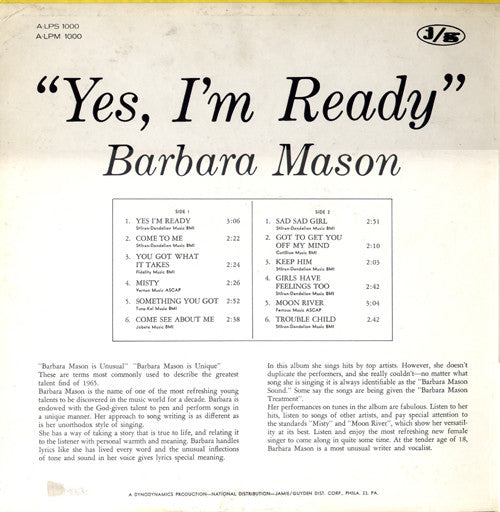 A-LPS 1000
A-LPM 1000
J/g
“Yes, I'm Ready”
Barbara Mason
SIDE 1
1. YES I'M READY 3:06
Stilran-Dandelion Music BMI
2. COME TO ME 2:22
Stilran-Dandelion Music BMI
3. YOU GOT WHAT
IT TAKES 2:24
Fidelity Music BMI
4. MISTY 2:26
Vernon Music ASCAP
5. SOMETHING YOU GOT 2:52
Tune-Kel Music BMI
6. COME SEE ABOUT ME 2:38
Jobete Music BMI
SIDE 2
1. SAD SAD GIRL 2:51
Stilran-Dandelion Music BMI
2. GOT TO GET YOU
OFF MY MIND 2:10
Cotillion Music BMI
3. KEEP HIM 2:03
Stilran-Dandelion Music BMI
4. GIRLS HAVE
FEELINGS TOO 2:42
Stilran-Dandelion Music BMI
5. MOON RIVER 5:04
Famous Music ASCAP
6. TROUBLE CHILD 2:42
Stilran-Dandelion Music BMI
"Barbara Mason is Unusual" "Barbara Mason is Unique"
These are terms most commonly used to describe the greatest
talent find of 1965.
Barbara Mason is the name of one of the most refreshing young
talents to be discovered in the music world for a decade. Barbara is
endowed with the God-given talent to pen and perform songs in
a unique manner. Her approach to song writing is as different as
is her unorthodox style of singing.
She has a way of taking a story that is true to life, and relating it
to the listener with personal warmth and meaning. Barbara handles
lyrics like she has lived every word and the unusual inflections
of tone and sound in her voice gives lyrics special meaning.
In this album she sings hits by top artists. However, she doesn't
duplicate the performers, and she really couldn't—no matter what
song she is singing it is always identifiable as the "Barbara Mason
Sound." Some say the songs are being given the "Barbara Mason
Treatment".
Her performances on tunes in the album are fabulous. Listen to her
hits, listen to songs of other artists, and pay special attention to
the standards "Misty" and "Moon River", which show her versatil-
ity at its best. Listen and enjoy the most refreshing new female
singer to come along in quite some time. At the tender age of 18,
Barbara Mason is a most unusual writer and vocalist.
A DYNODYNAMICS PRODUCTION—NATIONAL DISTRIBUTION—JAMIE/GUYDEN DIST. CORP., PHILA. 23, PA.